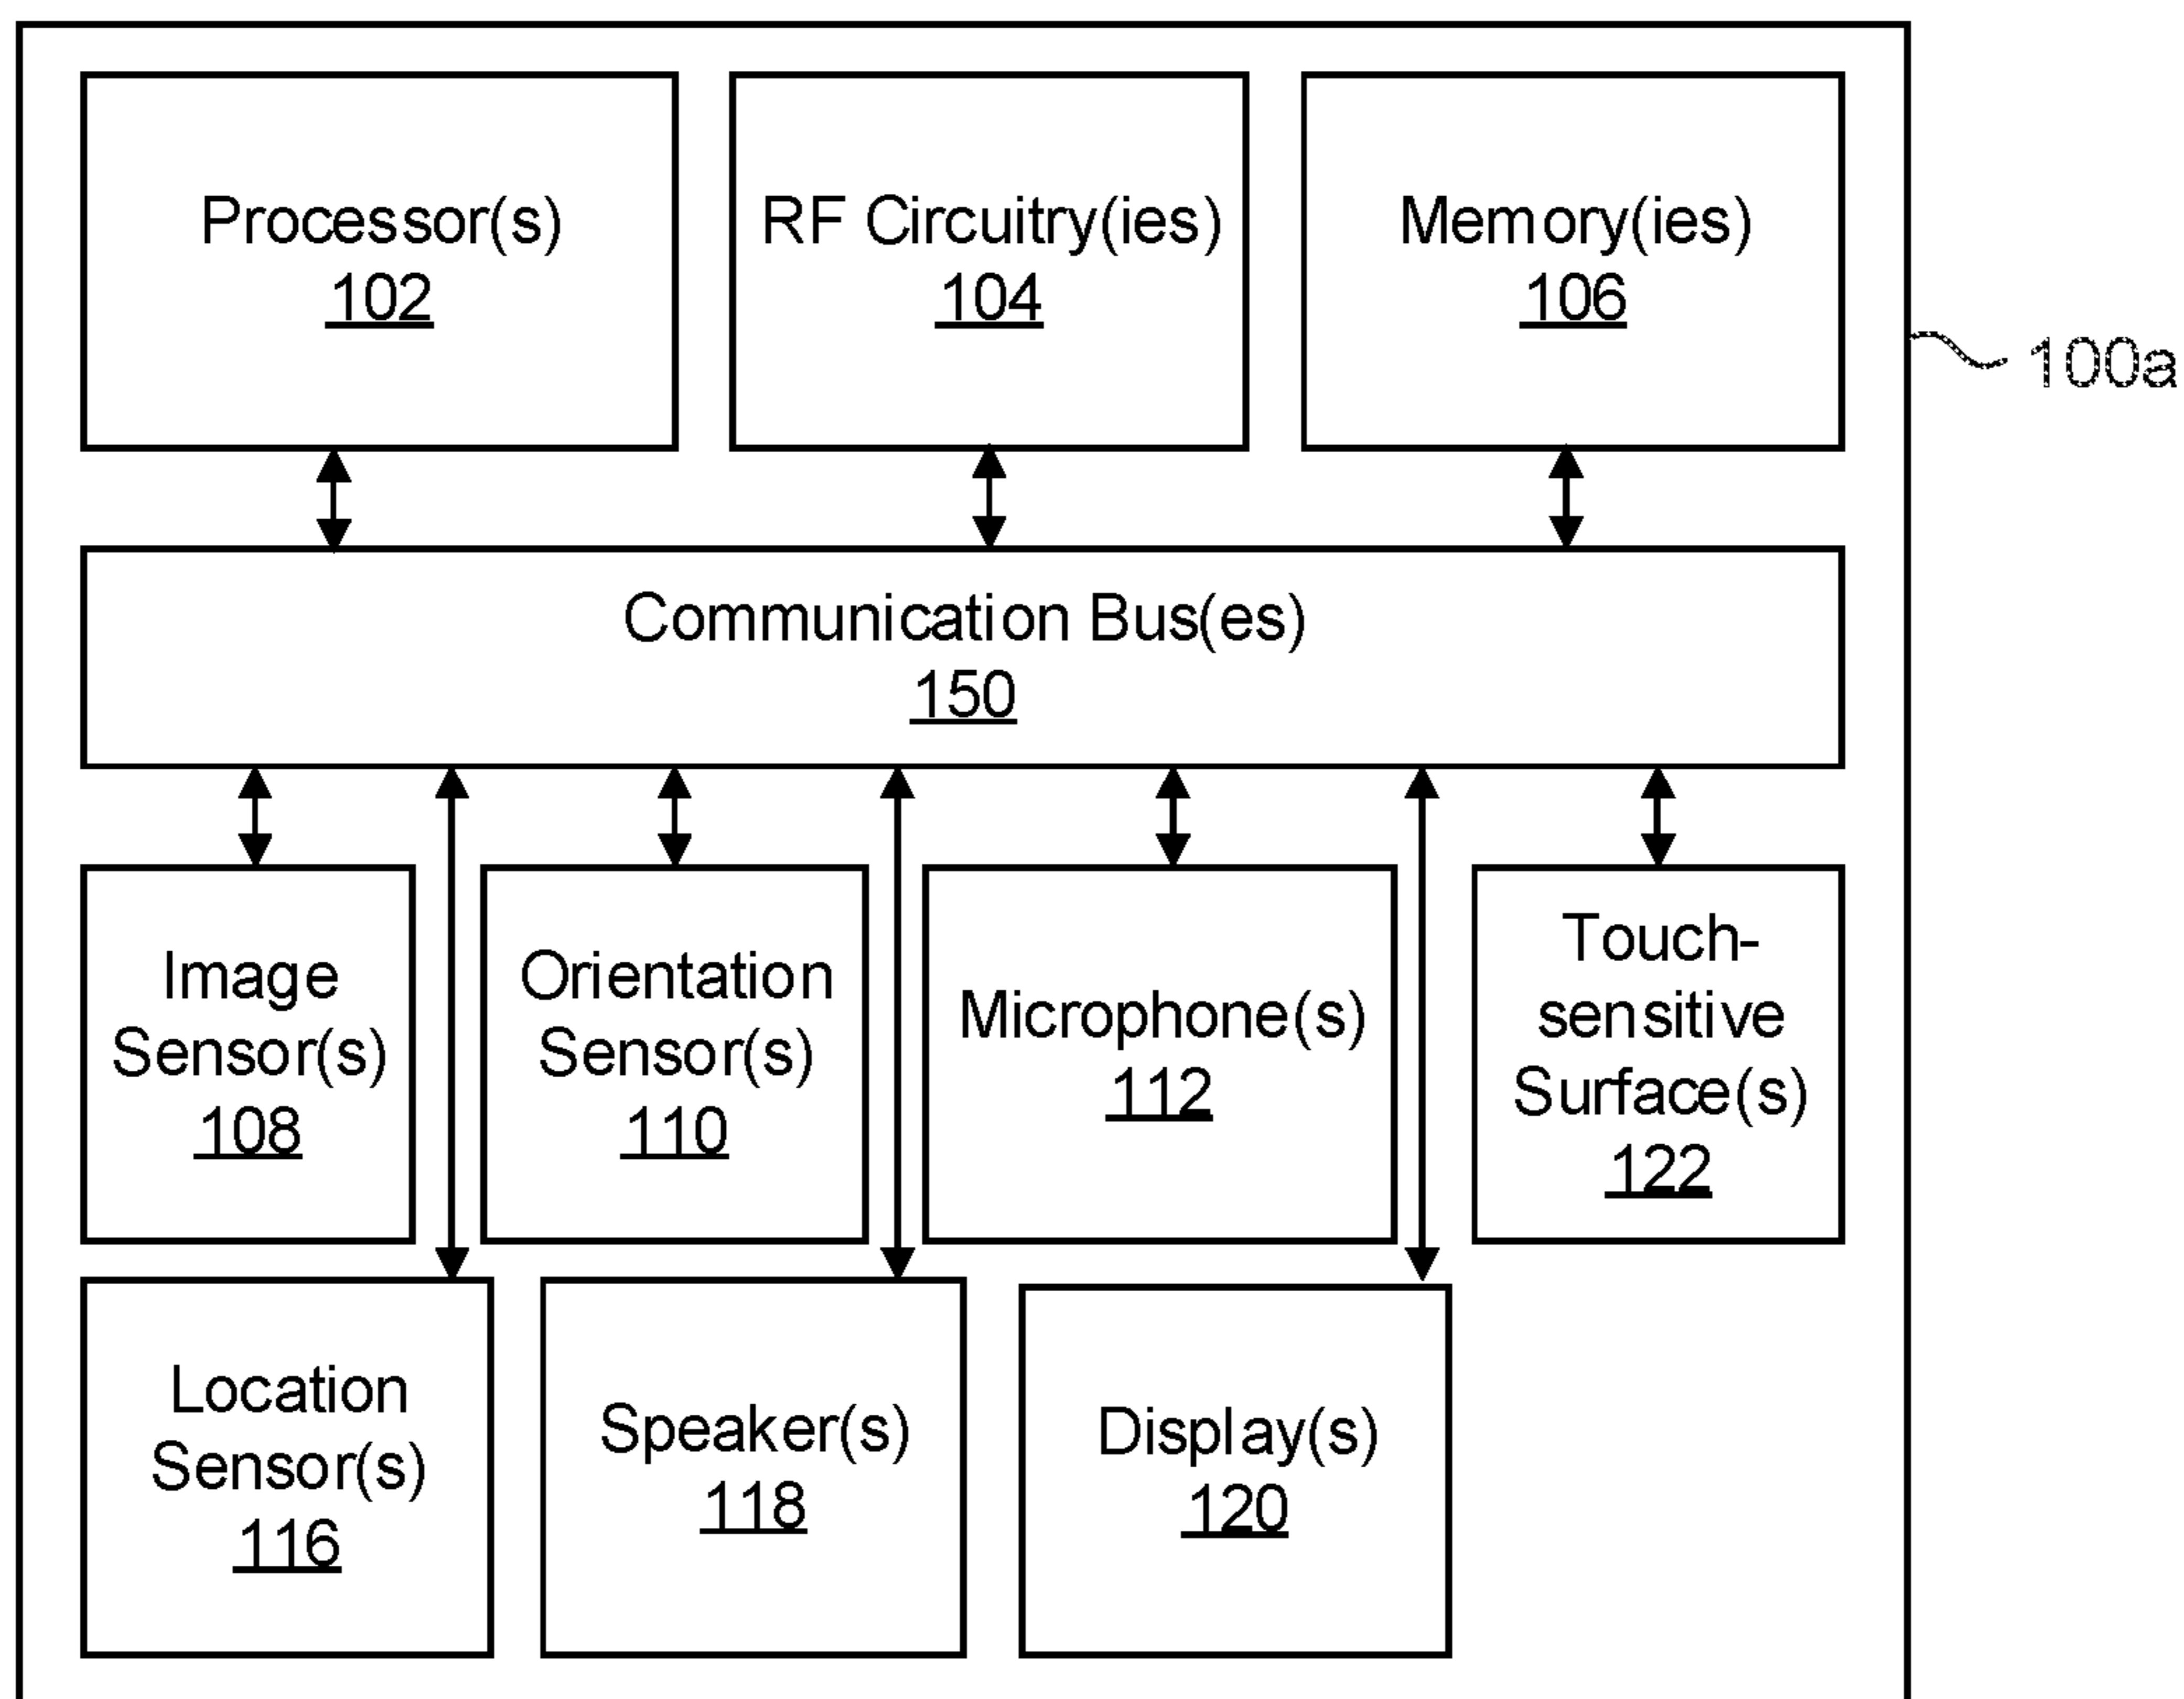 Processor(s)
102
RF Circuitry(ies)
104
Memory(ies)
106
100a
Communication Bus(es)
150
Image
Sensor(s)
108
Orientation
Sensor(s)
110
Microphone(s)
112
Touch-
sensitive
Surface(s)
122
Location
Sensor(s)
116
Speaker(s)
118
Display(s)
120